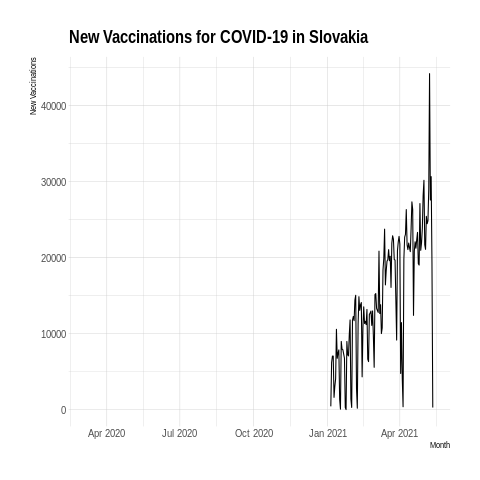 New Vaccinations for COVID-19 in Slovakia
New Vaccinations
40000
30000
20000
10000
0
Apr 2020 Jul 2020 Oct 2020 Jan 2021 Apr 2021
Month